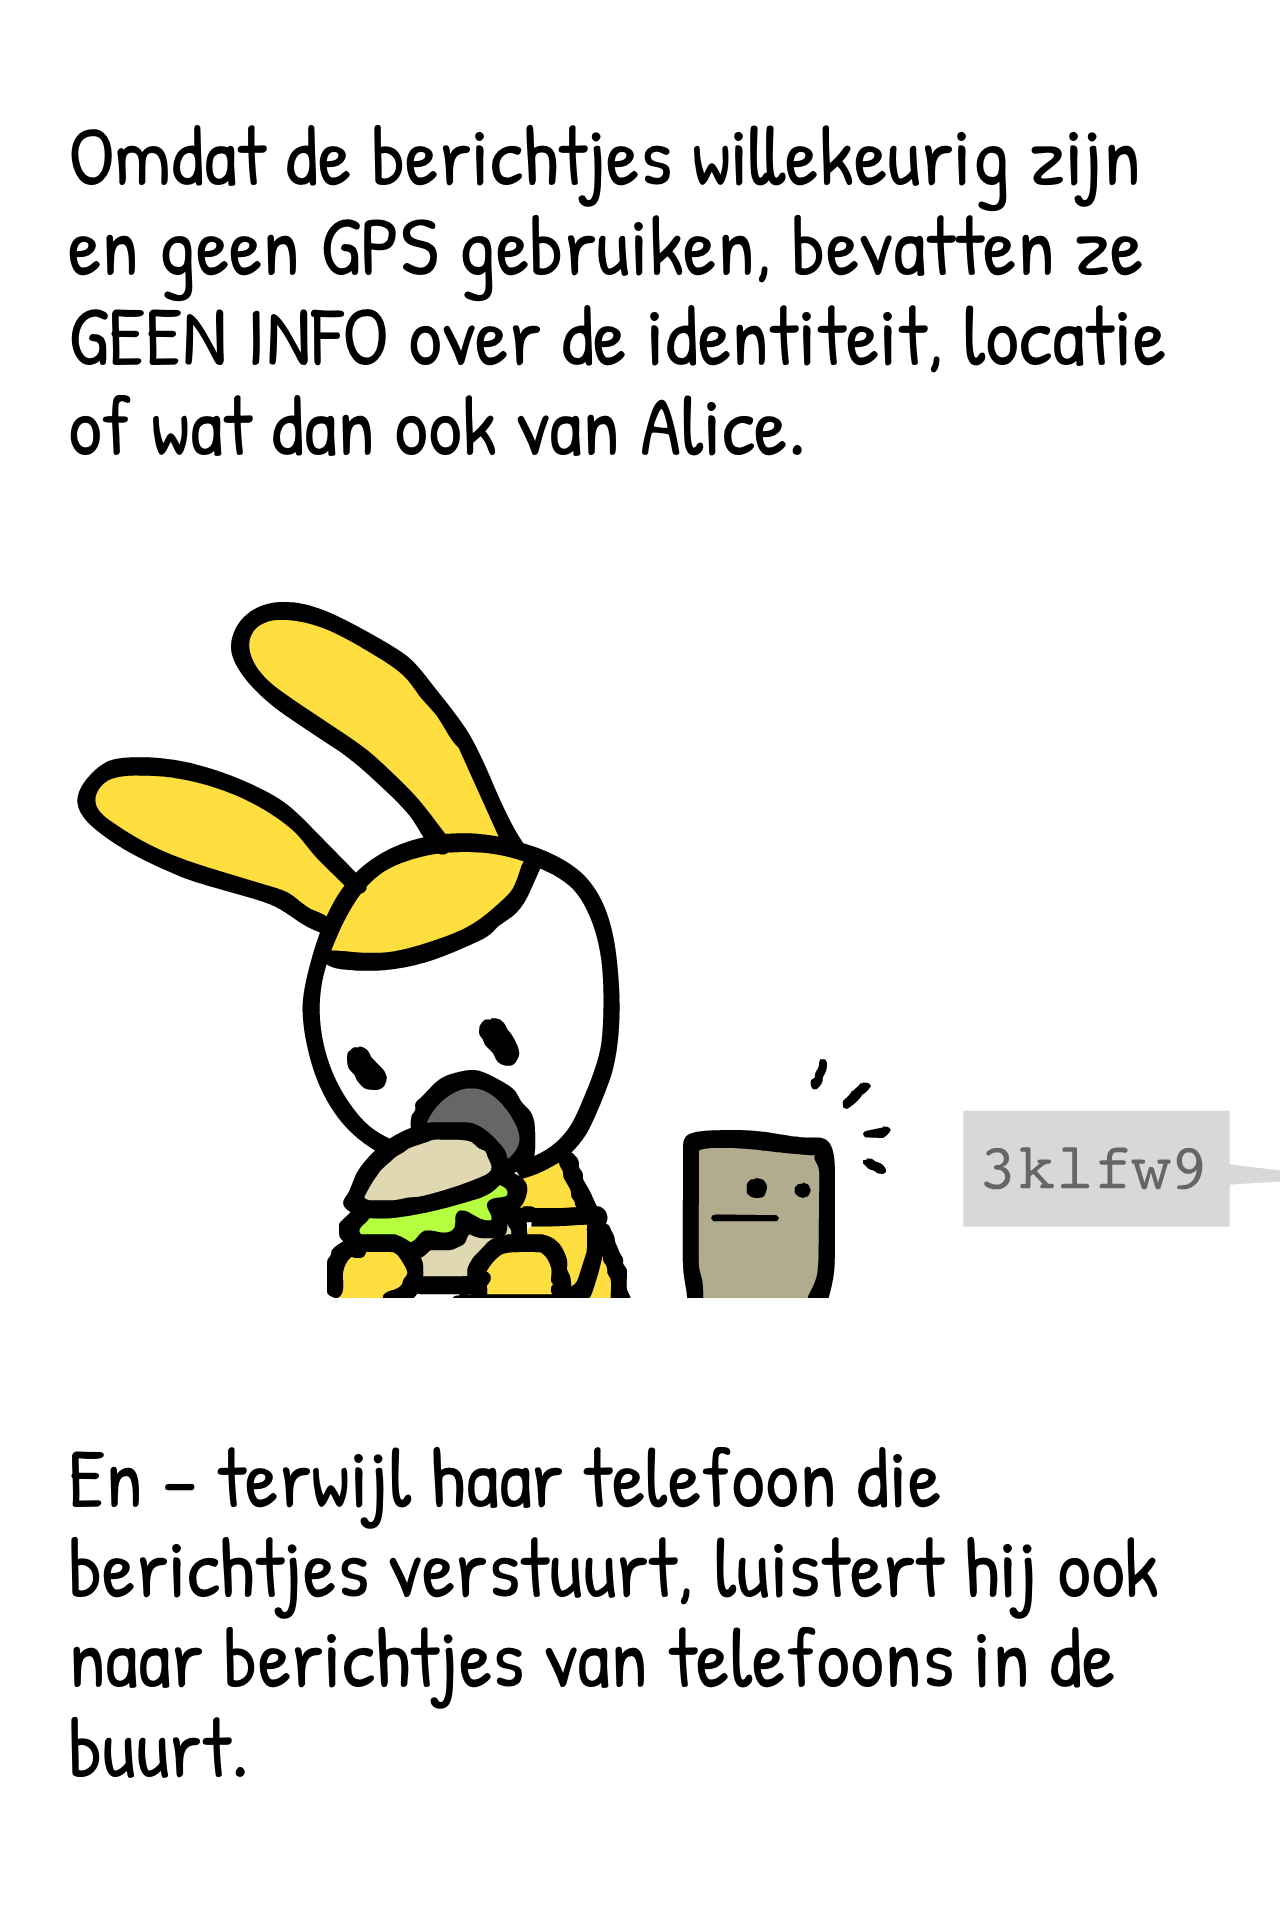 Omdat de berichtjes willekeurig zijn
en geen GPS gebruiken, bevatten ze
GEEN INFO over de identiteit, locatie
of wat dan ook van Alice.
3klfw9
En – terwijl haar telefoon die
berichtjes verstuurt, luistert hij ook
naar berichtjes van telefoons in de
buurt.